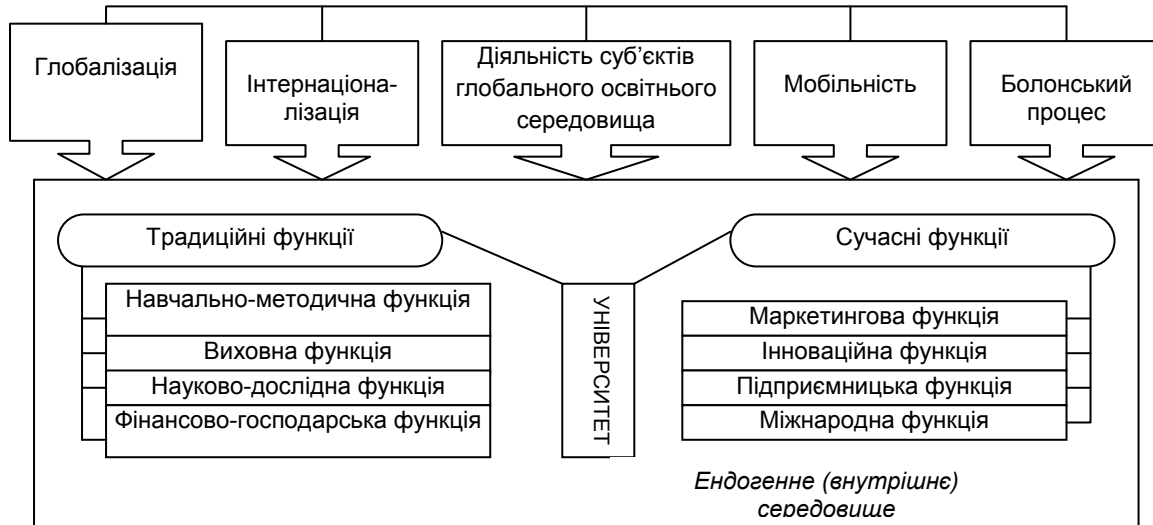 Глобалізація
Інтернаціона-
лізація
Діяльність суб’єктів
глобального освітнього
середовища
Мобільність
Болонський
процес
Традиційні функції
Сучасні функції
Навчально-методична функція
Виховна функція
Науково-дослідна функція
Фінансово-господарська функція
УНІВЕРСИТЕТ
Маркетингова функція
Інноваційна функція
Підприємницька функція
Міжнародна функція
Ендогенне (внутрішнє)
середовище